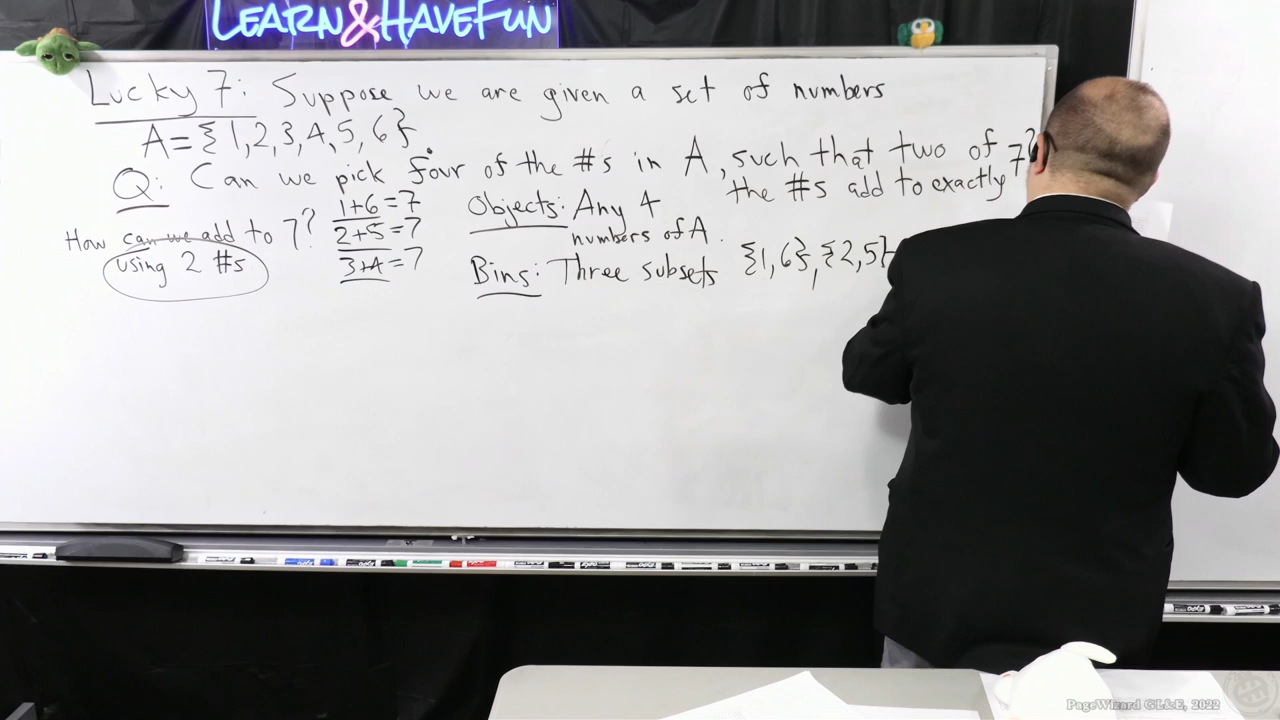 LEARN&HAVEFUN
Lucky 7: Suppose we are given a set of numbers
A={1,2,3,4,5,6}.
Q: Can we pick four of the #s in A, such that two of
the #s add to exactly 7?
How can we add to 7?
using 2 #s
1+6=7
2+5=7
3+4=7
Objects: Any 4
numbers of A.
Bins: Three subsets {1,6},{2,5}
PageWizard GL&E, 2022